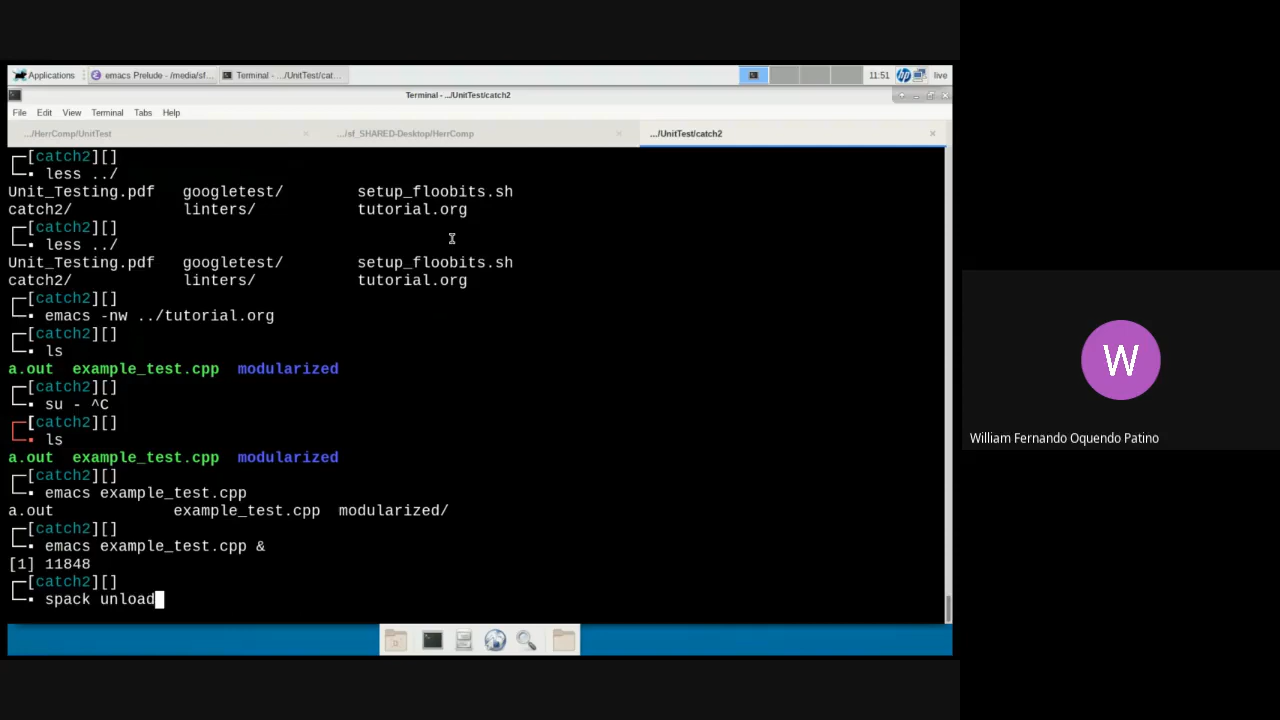 Applications emacs Prelude - /media/sf... Terminal - .../UnitTest/cat... 11:51 live
Terminal - .../UnitTest/catch2
File Edit View Terminal Tabs Help
.../HerrComp/UnitTest .../sf_SHARED-Desktop/HerrComp .../UnitTest/catch2
[catch2][]
less ../
Unit_Testing.pdf googletest/ setup_floobits.sh
catch2/ linters/ tutorial.org
[catch2][]
less ../
Unit_Testing.pdf googletest/ setup_floobits.sh
catch2/ linters/ tutorial.org
[catch2][]
emacs -nw ../tutorial.org
[catch2][]
ls
a.out example_test.cpp modularized
[catch2][]
su - ^C
[catch2][]
ls
a.out example_test.cpp modularized
[catch2][]
emacs example_test.cpp
a.out example_test.cpp modularized/
[catch2][]
emacs example_test.cpp &
[1] 11848
[catch2][]
spack unload
W
William Fernando Oquendo Patino